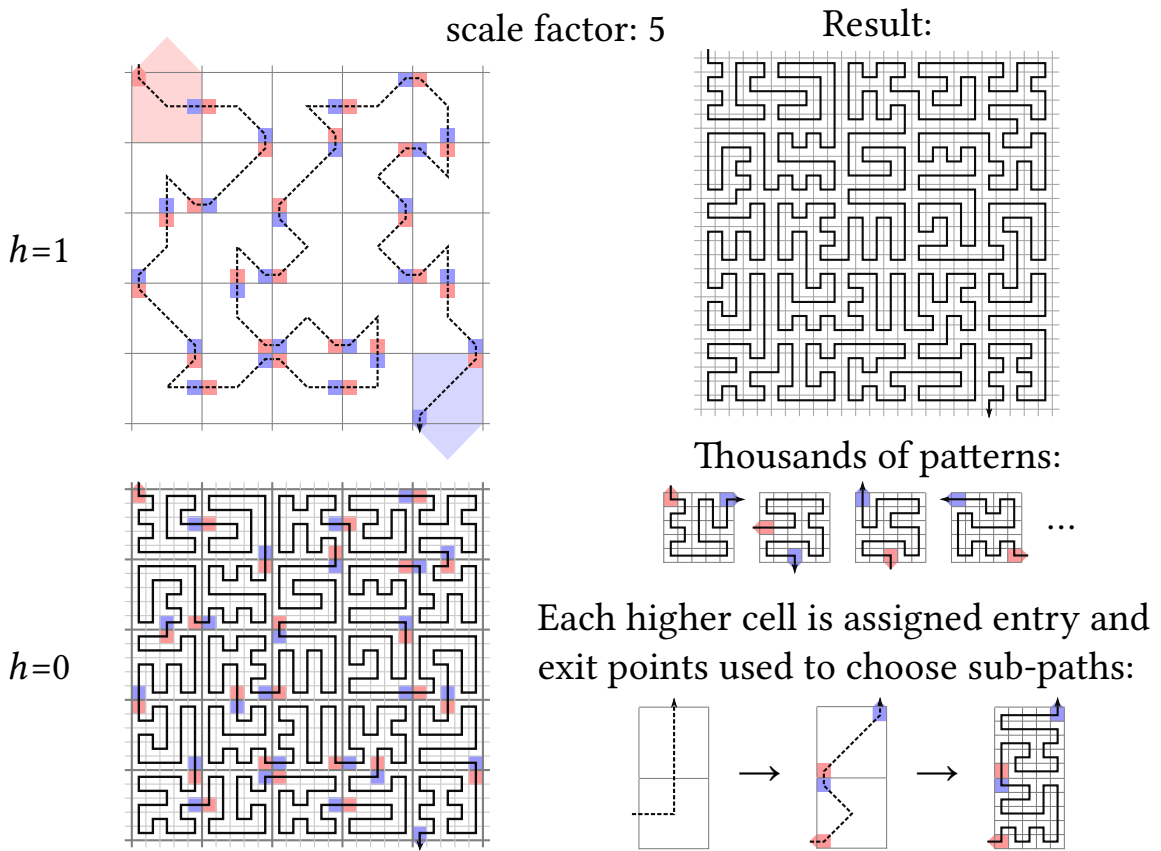 scale factor: 5
Result:
h=1
Thousands of patterns:
...
Each higher cell is assigned entry and
exit points used to choose sub-paths:
h=0